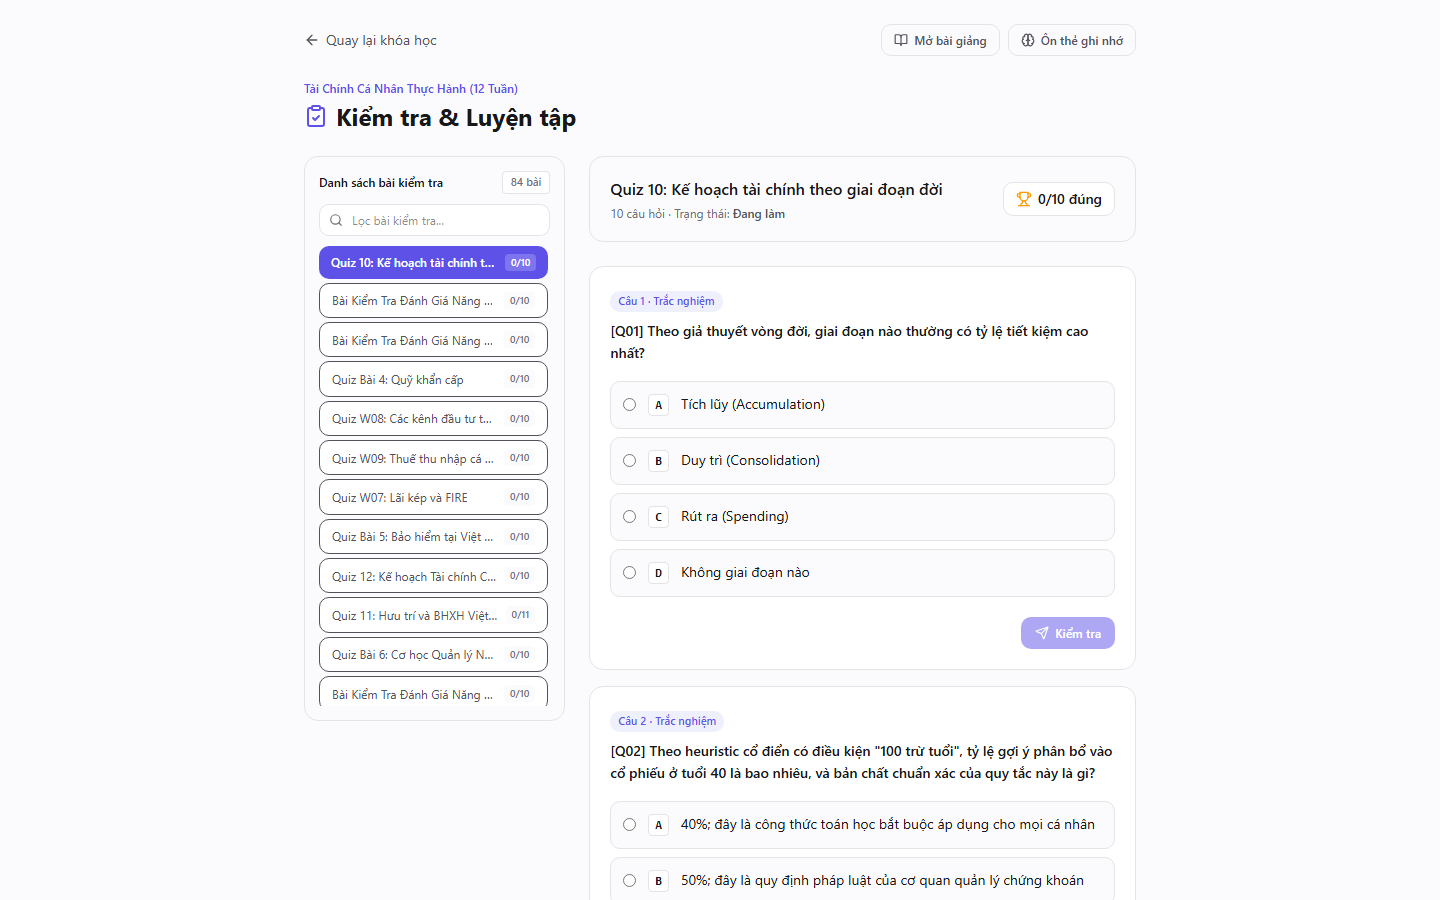 Quay lại khóa học
Mở bài giảng
Ôn thẻ ghi nhớ
Tài Chính Cá Nhân Thực Hành (12 Tuần)
Kiểm tra & Luyện tập
Danh sách bài kiểm tra
84 bài
Lọc bài kiểm tra...
Quiz 10: Kế hoạch tài chính t... 0/10
Bài Kiểm Tra Đánh Giá Năng ... 0/10
Bài Kiểm Tra Đánh Giá Năng ... 0/10
Quiz Bài 4: Quỹ khẩn cấp 0/10
Quiz W08: Các kênh đầu tư t... 0/10
Quiz W09: Thuế thu nhập cá ... 0/10
Quiz W07: Lãi kép và FIRE 0/10
Quiz Bài 5: Bảo hiểm tại Việt ... 0/10
Quiz 12: Kế hoạch Tài chính C... 0/10
Quiz 11: Hưu trí và BHXH Việt... 0/11
Quiz Bài 6: Cơ học Quản lý N... 0/10
Bài Kiểm Tra Đánh Giá Năng ... 0/10
Quiz 10: Kế hoạch tài chính theo giai đoạn đời
10 câu hỏi · Trạng thái: Đang làm
0/10 đúng
Câu 1 · Trắc nghiệm
[Q01] Theo giả thuyết vòng đời, giai đoạn nào thường có tỷ lệ tiết kiệm cao
nhất?
A Tích lũy (Accumulation)
B Duy trì (Consolidation)
C Rút ra (Spending)
D Không giai đoạn nào
Kiểm tra
Câu 2 · Trắc nghiệm
[Q02] Theo heuristic cổ điển có điều kiện "100 trừ tuổi", tỷ lệ gợi ý phân bổ vào
cổ phiếu ở tuổi 40 là bao nhiêu, và bản chất chuẩn xác của quy tắc này là gì?
A 40%; đây là công thức toán học bắt buộc áp dụng cho mọi cá nhân
B 50%; đây là quy định pháp luật của cơ quan quản lý chứng khoán